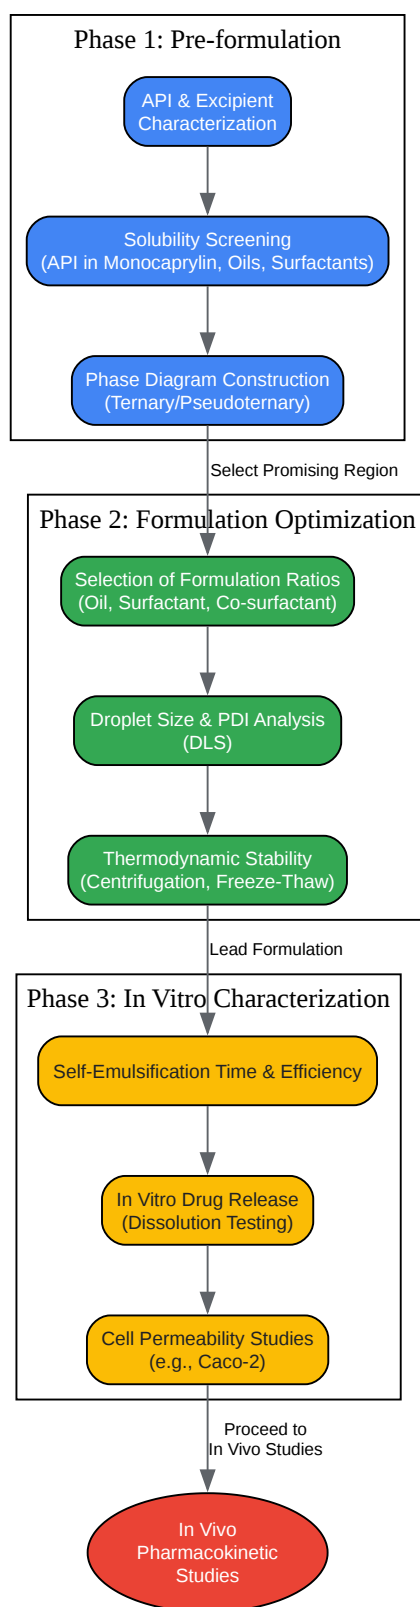 Phase 1: Pre-formulation
API & Excipient
Characterization
Solubility Screening
(API in Monocaprylin, Oils, Surfactants)
Phase Diagram Construction
(Ternary/Pseudoternary)
Select Promising Region
Phase 2: Formulation Optimization
Selection of Formulation Ratios
(Oil, Surfactant, Co-surfactant)
Droplet Size & PDI Analysis
(DLS)
Thermodynamic Stability
(Centrifugation, Freeze-Thaw)
Lead Formulation
Phase 3: In Vitro Characterization
Self-Emulsification Time & Efficiency
In Vitro Drug Release
(Dissolution Testing)
Cell Permeability Studies
(e.g., Caco-2)
Proceed to
In Vivo Studies
In Vivo
Pharmacokinetic
Studies